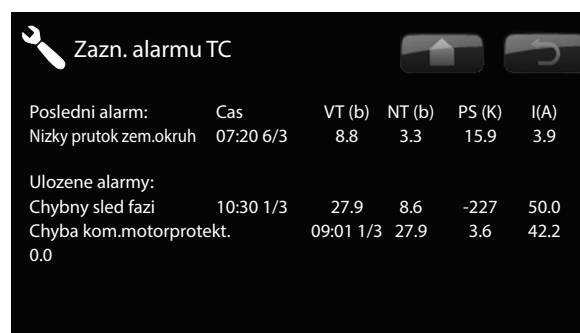 Zazn. alarmu TC
Posledni alarm: Cas VT (b) NT (b) PS (K) I(A)
Nizky prutok zem.okruh 07:20 6/3 8.8 3.3 15.9 3.9
Ulozene alarmy:
Chybny sled fazi 10:30 1/3 27.9 8.6 -227 50.0
Chyba kom.motorprotekt. 09:01 1/3 27.9 3.6 42.2
0.0